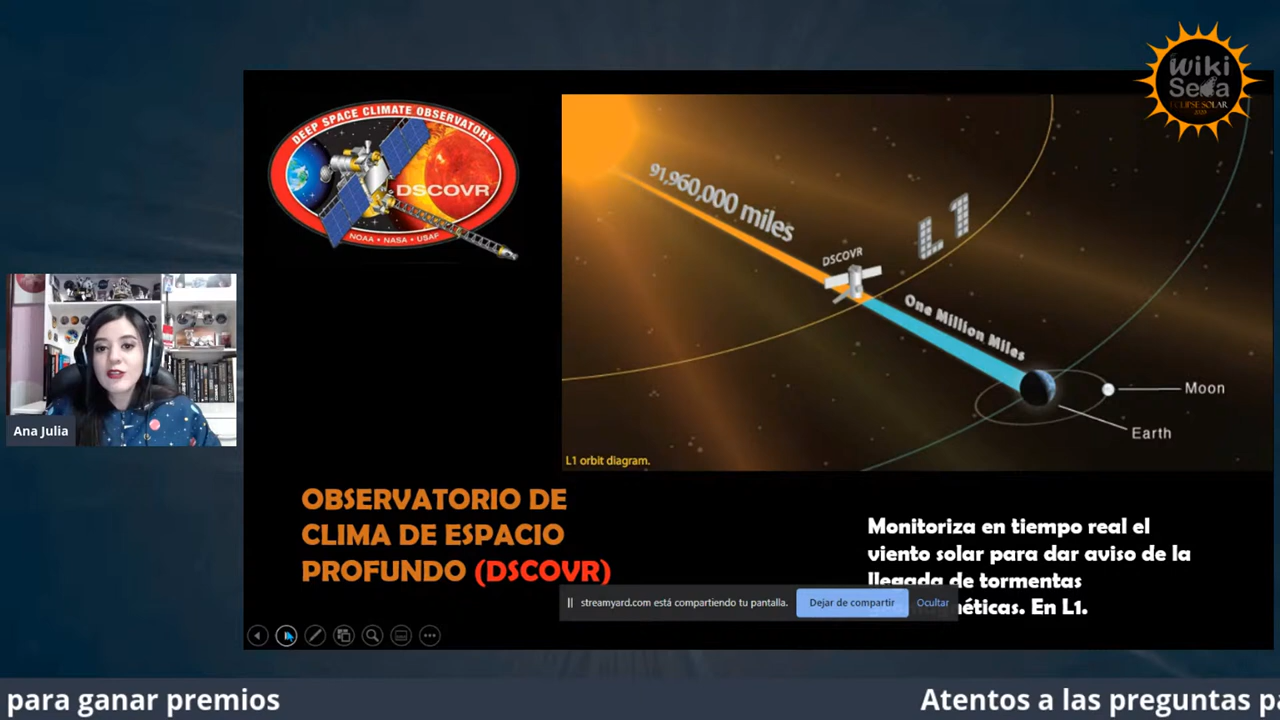 wiki
Seda
ECLIPSE SOLAR
2023
DEEP SPACE CLIMATE OBSERVATORY
DSCOVR
NOAA • NASA • USAF
91,960,000 miles
L1
DSCOVR
One Million Miles
Moon
Earth
L1 orbit diagram.
Ana Julia
OBSERVATORIO DE
CLIMA DE ESPACIO
PROFUNDO (DSCOVR)
Monitoriza en tiempo real el
viento solar para dar aviso de la
llegada de tormentas
néticas. En L1.
streamyard.com está compartiendo tu pantalla.
Dejar de compartir
Ocultar
para ganar premios
Atentos a las preguntas pa